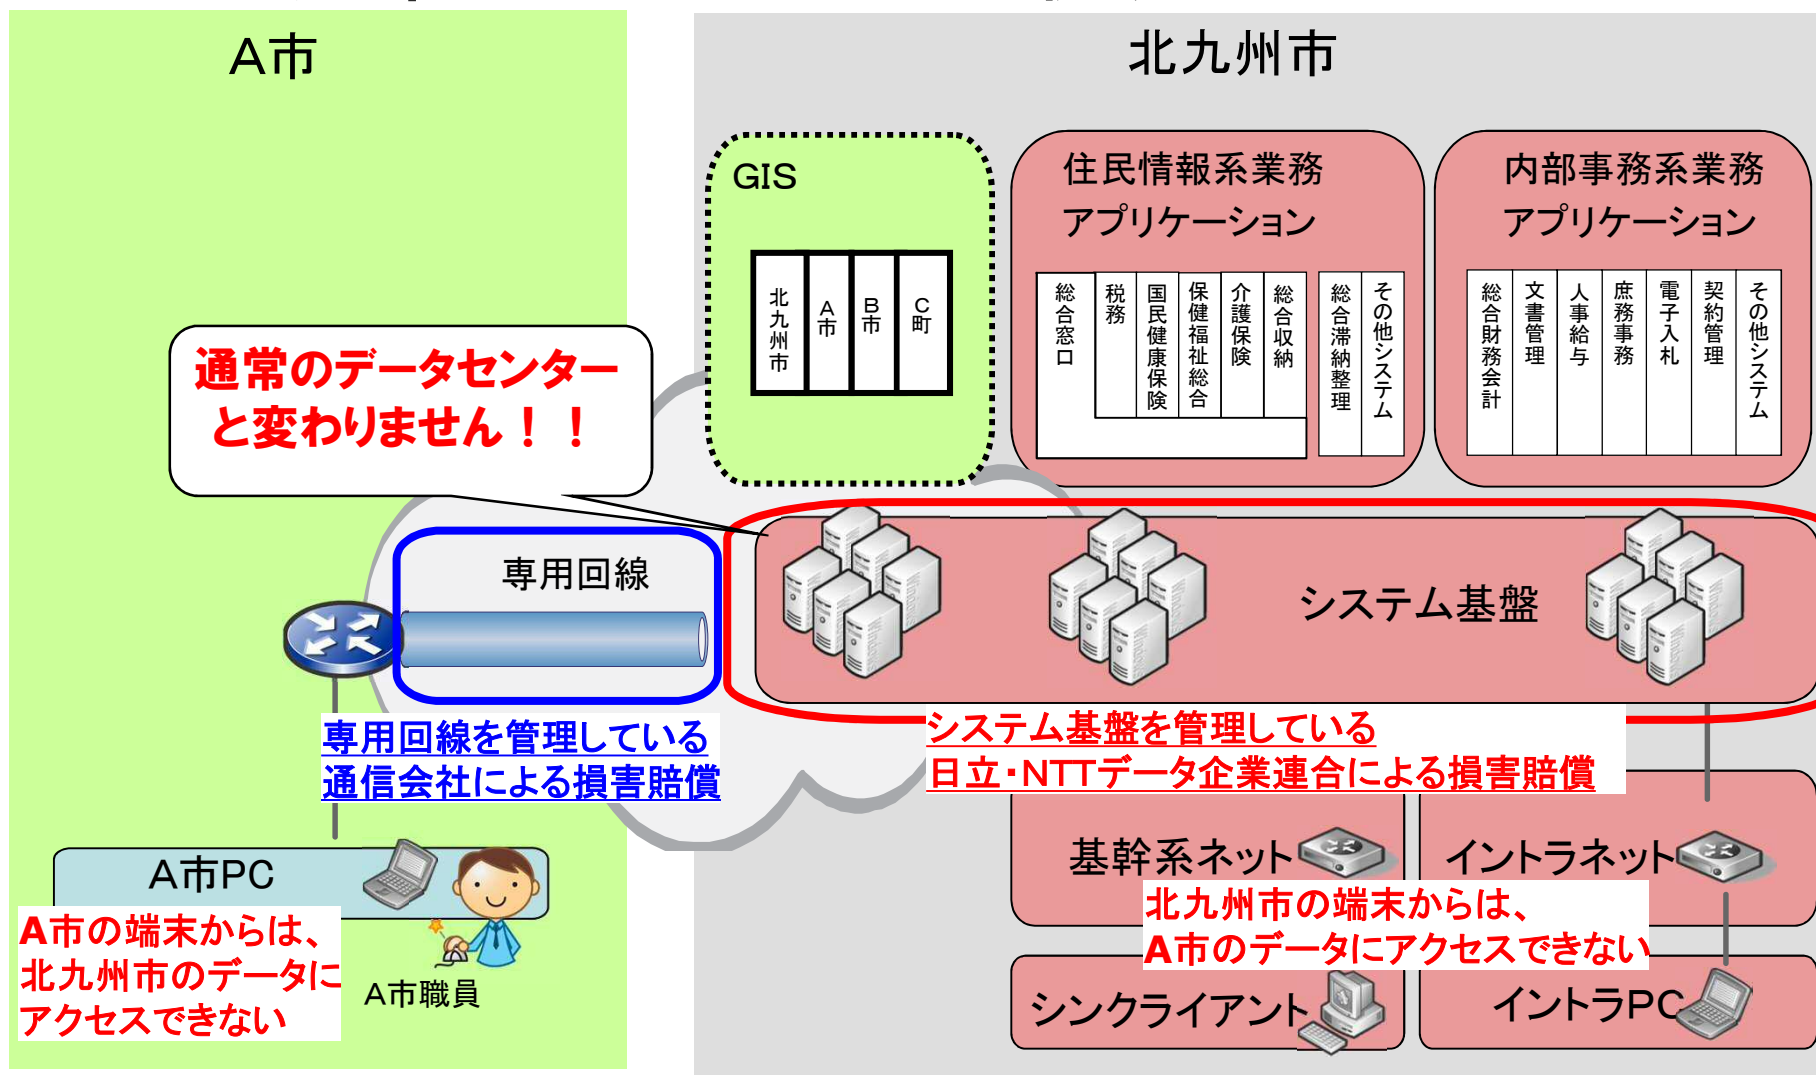 A市
北九州市
GIS
北九州市
A市
B市
C町
住民情報系業務
アプリケーション
総合窓口
税務
国民健康保険
保健福祉総合
介護保険
総合収納
総合滞納整理
その他システム
内部事務系業務
アプリケーション
総合財務会計
文書管理
人事給与
庶務事務
電子入札
契約管理
その他システム
通常のデータセンター
と変わりません！！
専用回線
システム基盤
専用回線を管理している
通信会社による損害賠償
システム基盤を管理している
日立・NTTデータ企業連合による損害賠償
A市PC
A市の端末からは、
北九州市のデータに
アクセスできない
A市職員
基幹系ネット
イントラネット
北九州市の端末からは、
A市のデータにアクセスできない
シンクライアント
イントラPC